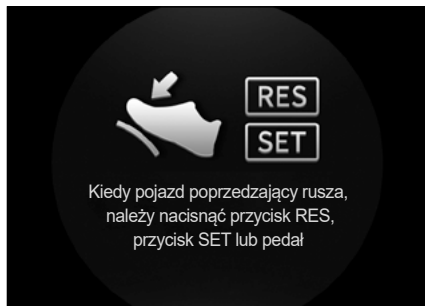 RES
SET
Kiedy pojazd poprzedzający rusza,
należy nacisnąć przycisk RES,
przycisk SET lub pedał